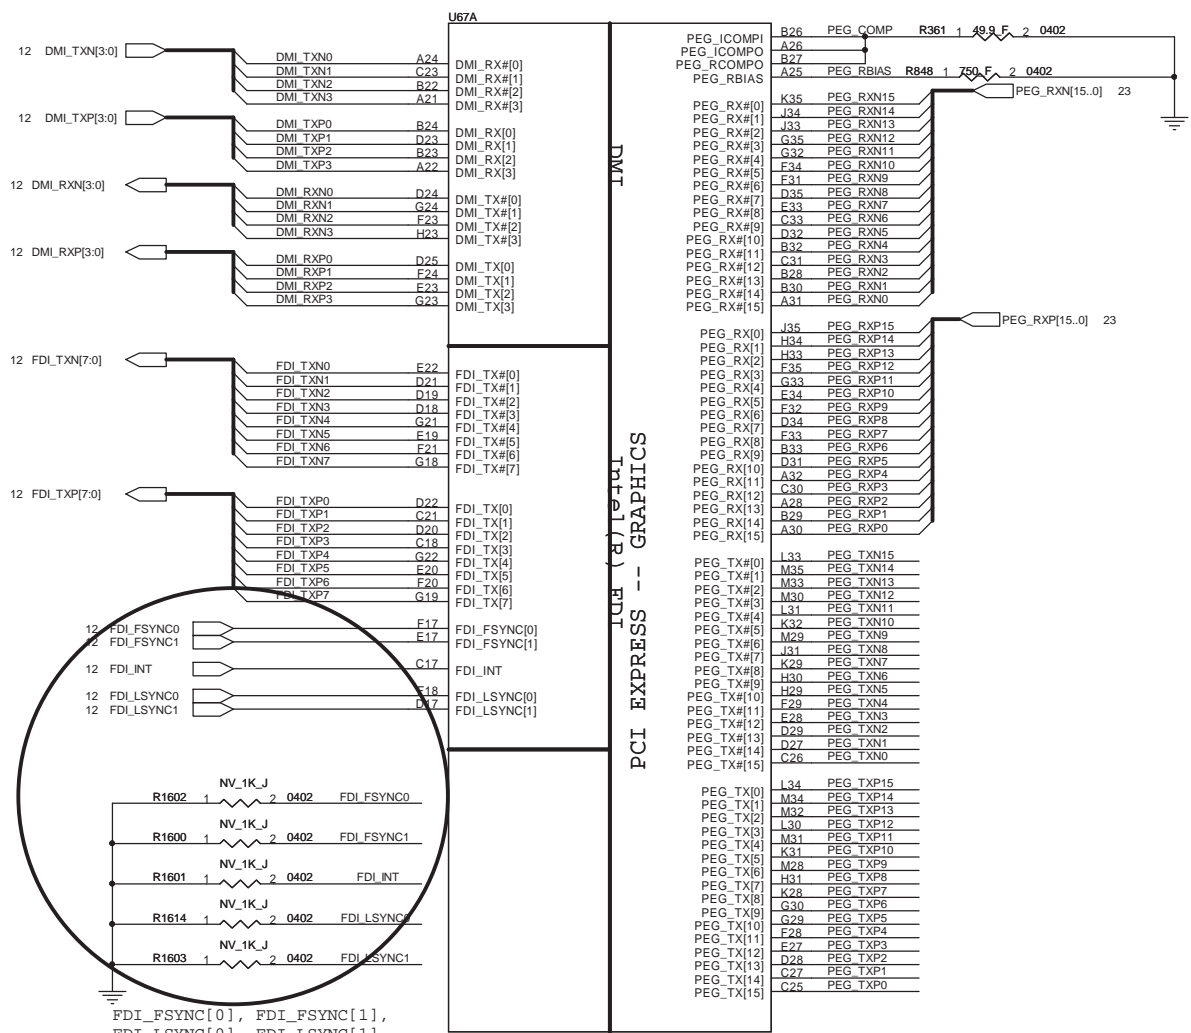 U67A
12 DMI_TXN[3:0]
DMI_TXN0 A24 DMI_RX#[0]
DMI_TXN1 C23 DMI_RX#[1]
DMI_TXN2 B22 DMI_RX#[2]
DMI_TXN3 A21 DMI_RX#[3]
12 DMI_TXP[3:0]
DMI_TXP0 B24 DMI_RX[0]
DMI_TXP1 D23 DMI_RX[1]
DMI_TXP2 B23 DMI_RX[2]
DMI_TXP3 A22 DMI_RX[3]
12 DMI_RXN[3:0]
DMI_RXN0 D24 DMI_TX#[0]
DMI_RXN1 G24 DMI_TX#[1]
DMI_RXN2 F23 DMI_TX#[2]
DMI_RXN3 H23 DMI_TX#[3]
12 DMI_RXP[3:0]
DMI_RXP0 D25 DMI_TX[0]
DMI_RXP1 F24 DMI_TX[1]
DMI_RXP2 E23 DMI_TX[2]
DMI_RXP3 G23 DMI_TX[3]
12 FDI_TXN[7:0]
FDI_TXN0 E22 FDI_TX#[0]
FDI_TXN1 D21 FDI_TX#[1]
FDI_TXN2 D19 FDI_TX#[2]
FDI_TXN3 D18 FDI_TX#[3]
FDI_TXN4 G21 FDI_TX#[4]
FDI_TXN5 E19 FDI_TX#[5]
FDI_TXN6 F21 FDI_TX#[6]
FDI_TXN7 G18 FDI_TX#[7]
12 FDI_TXP[7:0]
FDI_TXP0 D22 FDI_TX[0]
FDI_TXP1 C21 FDI_TX[1]
FDI_TXP2 D20 FDI_TX[2]
FDI_TXP3 C18 FDI_TX[3]
FDI_TXP4 G22 FDI_TX[4]
FDI_TXP5 E20 FDI_TX[5]
FDI_TXP6 F20 FDI_TX[6]
FDI_TXP7 G19 FDI_TX[7]
12 FDI_FSYNC0 F17 FDI_FSYNC[0]
12 FDI_FSYNC1 E17 FDI_FSYNC[1]
12 FDI_INT C17 FDI_INT
12 FDI_LSYNC0 F18 FDI_LSYNC[0]
12 FDI_LSYNC1 D17 FDI_LSYNC[1]
NV_1K_J
R1602 1 2 0402 FDI_FSYNC0
NV_1K_J
R1600 1 2 0402 FDI_FSYNC1
NV_1K_J
R1601 1 2 0402 FDI_INT
NV_1K_J
R1614 1 2 0402 FDI_LSYNC0
NV_1K_J
R1603 1 2 0402 FDI_LSYNC1
FDI_FSYNC[0], FDI_FSYNC[1],
FDI_LSYNC[0], FDI_LSYNC[1]
DMI
Intel(R) FDI
PCI EXPRESS -- GRAPHICS
PEG_ICOMPI B26 PEG_COMP R361 1 49.9_F 2 0402
PEG_ICOMPO A26
PEG_RCOMPO B27
PEG_RBIAS A25 PEG_RBIAS R848 1 750_F 2 0402
PEG_RXN[15..0] 23
PEG_RX#[0] K35 PEG_RXN15
PEG_RX#[1] J34 PEG_RXN14
PEG_RX#[2] J33 PEG_RXN13
PEG_RX#[3] G35 PEG_RXN12
PEG_RX#[4] G32 PEG_RXN11
PEG_RX#[5] F34 PEG_RXN10
PEG_RX#[6] F31 PEG_RXN9
PEG_RX#[7] D35 PEG_RXN8
PEG_RX#[8] E33 PEG_RXN7
PEG_RX#[9] C33 PEG_RXN6
PEG_RX#[10] D32 PEG_RXN5
PEG_RX#[11] B32 PEG_RXN4
PEG_RX#[12] C31 PEG_RXN3
PEG_RX#[13] B28 PEG_RXN2
PEG_RX#[14] B30 PEG_RXN1
PEG_RX#[15] A31 PEG_RXN0
PEG_RXP[15..0] 23
PEG_RX[0] J35 PEG_RXP15
PEG_RX[1] H34 PEG_RXP14
PEG_RX[2] H33 PEG_RXP13
PEG_RX[3] F35 PEG_RXP12
PEG_RX[4] G33 PEG_RXP11
PEG_RX[5] E34 PEG_RXP10
PEG_RX[6] F32 PEG_RXP9
PEG_RX[7] D34 PEG_RXP8
PEG_RX[8] F33 PEG_RXP7
PEG_RX[9] B33 PEG_RXP6
PEG_RX[10] D31 PEG_RXP5
PEG_RX[11] A32 PEG_RXP4
PEG_RX[12] C30 PEG_RXP3
PEG_RX[13] A28 PEG_RXP2
PEG_RX[14] B29 PEG_RXP1
PEG_RX[15] A30 PEG_RXP0
PEG_TX#[0] L33 PEG_TXN15
PEG_TX#[1] M35 PEG_TXN14
PEG_TX#[2] M33 PEG_TXN13
PEG_TX#[3] M30 PEG_TXN12
PEG_TX#[4] L31 PEG_TXN11
PEG_TX#[5] K32 PEG_TXN10
PEG_TX#[6] M29 PEG_TXN9
PEG_TX#[7] J31 PEG_TXN8
PEG_TX#[8] K29 PEG_TXN7
PEG_TX#[9] H30 PEG_TXN6
PEG_TX#[10] H29 PEG_TXN5
PEG_TX#[11] F29 PEG_TXN4
PEG_TX#[12] E28 PEG_TXN3
PEG_TX#[13] D29 PEG_TXN2
PEG_TX#[14] D27 PEG_TXN1
PEG_TX#[15] C26 PEG_TXN0
PEG_TX[0] L34 PEG_TXP15
PEG_TX[1] M34 PEG_TXP14
PEG_TX[2] M32 PEG_TXP13
PEG_TX[3] L30 PEG_TXP12
PEG_TX[4] M31 PEG_TXP11
PEG_TX[5] K31 PEG_TXP10
PEG_TX[6] M28 PEG_TXP9
PEG_TX[7] H31 PEG_TXP8
PEG_TX[8] K28 PEG_TXP7
PEG_TX[9] G30 PEG_TXP6
PEG_TX[10] G29 PEG_TXP5
PEG_TX[11] F28 PEG_TXP4
PEG_TX[12] E27 PEG_TXP3
PEG_TX[13] D28 PEG_TXP2
PEG_TX[14] C27 PEG_TXP1
PEG_TX[15] C25 PEG_TXP0